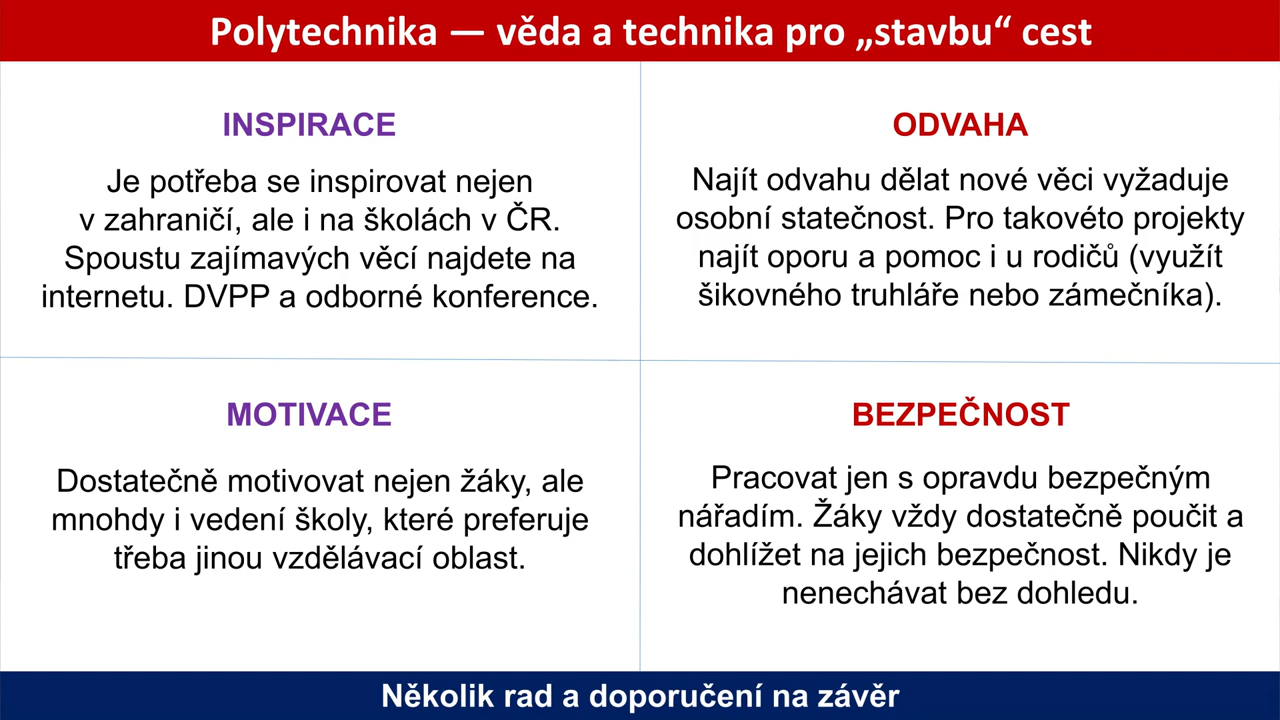 Polytechnika — věda a technika pro „stavbu“ cest
INSPIRACE
Je potřeba se inspirovat nejen
v zahraničí, ale i na školách v ČR.
Spoustu zajímavých věcí najdete na
internetu. DVPP a odborné konference.
ODVAHA
Najít odvahu dělat nové věci vyžaduje
osobní statečnost. Pro takovéto projekty
najít oporu a pomoc i u rodičů (využít
šikovného truhláře nebo zámečníka).
MOTIVACE
Dostatečně motivovat nejen žáky, ale
mnohdy i vedení školy, které preferuje
třeba jinou vzdělávací oblast.
BEZPEČNOST
Pracovat jen s opravdu bezpečným
nářadím. Žáky vždy dostatečně poučit a
dohlížet na jejich bezpečnost. Nikdy je
nenechávat bez dohledu.
Několik rad a doporučení na závěr